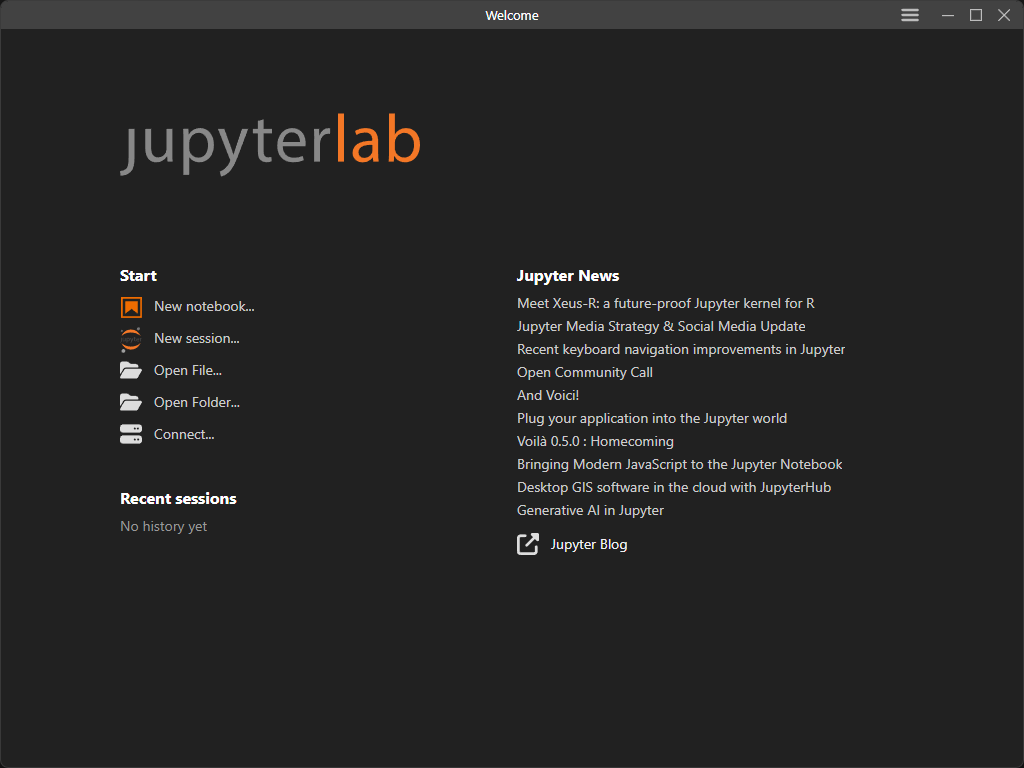 Welcome
jupyterlab
Start
New notebook...
New session...
Open File...
Open Folder...
Connect...
Recent sessions
No history yet
Jupyter News
Meet Xeus-R: a future-proof Jupyter kernel for R
Jupyter Media Strategy & Social Media Update
Recent keyboard navigation improvements in Jupyter
Open Community Call
And Voici!
Plug your application into the Jupyter world
Voilà 0.5.0 : Homecoming
Bringing Modern JavaScript to the Jupyter Notebook
Desktop GIS software in the cloud with JupyterHub
Generative AI in Jupyter
Jupyter Blog